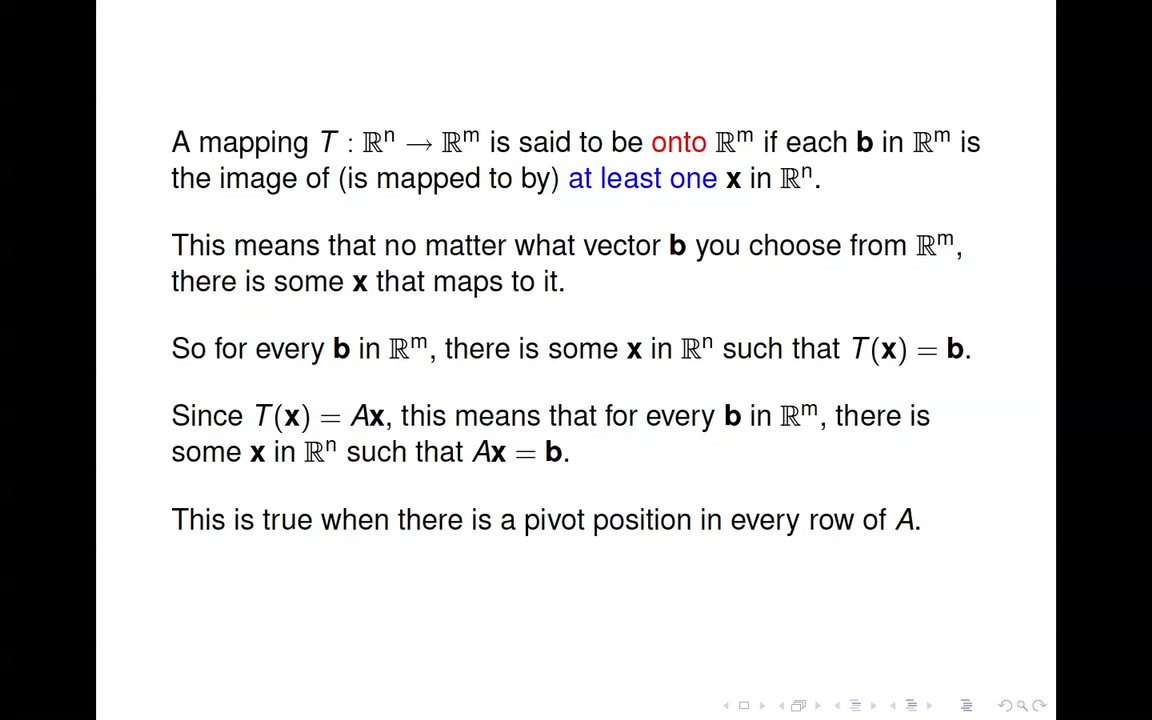 A mapping T : ℝⁿ → ℝᵐ is said to be onto ℝᵐ if each b in ℝᵐ is
the image of (is mapped to by) at least one x in ℝⁿ.
This means that no matter what vector b you choose from ℝᵐ,
there is some x that maps to it.
So for every b in ℝᵐ, there is some x in ℝⁿ such that T(x) = b.
Since T(x) = Ax, this means that for every b in ℝᵐ, there is
some x in ℝⁿ such that Ax = b.
This is true when there is a pivot position in every row of A.